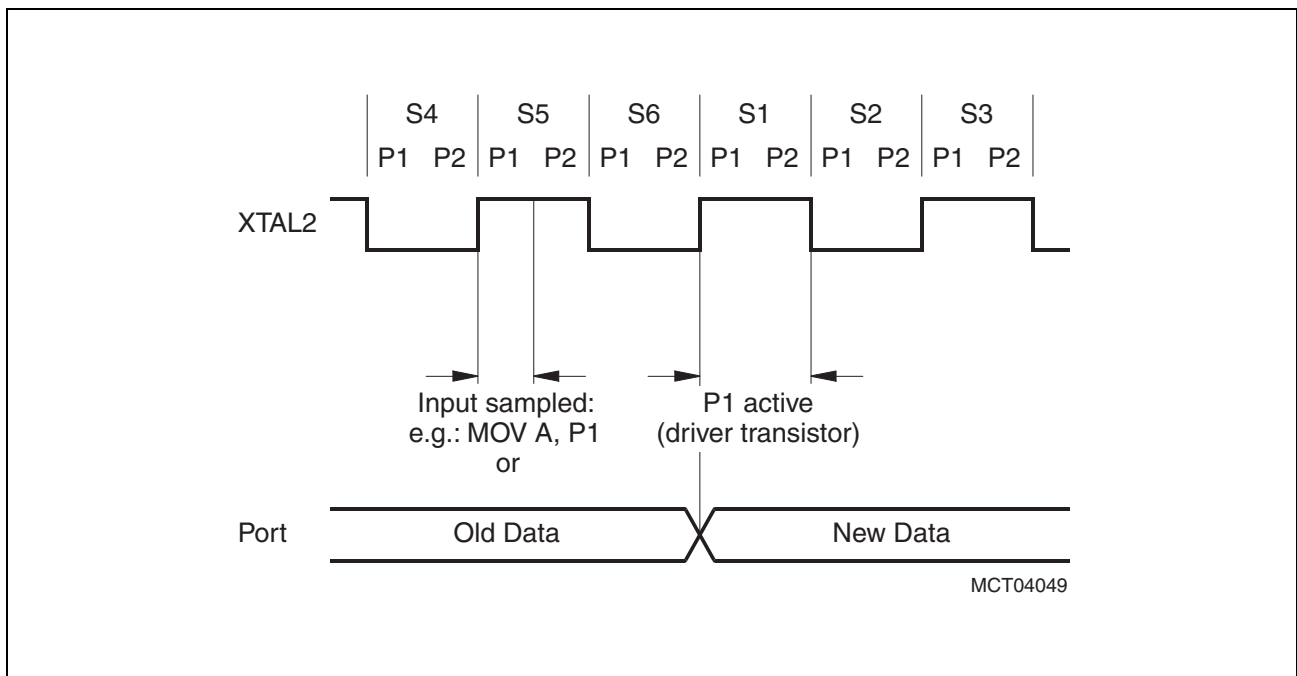 S4 S5 S6 S1 S2 S3
P1 P2 P1 P2 P1 P2 P1 P2 P1 P2 P1 P2
XTAL2
Input sampled:
e.g.: MOV A, P1
or
P1 active
(driver transistor)
Port Old Data New Data
MCT04049